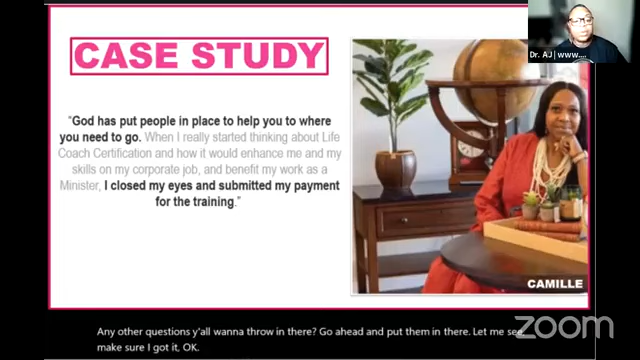 CASE STUDY
Dr. AJ | www....
"God has put people in place to help you to where
you need to go. When I really started thinking about Life
Coach Certification and how it would enhance me and my
skills on my corporate job, and benefit my work as a
Minister, I closed my eyes and submitted my payment
for the training."
CAMILLE
Any other questions y'all wanna throw in there? Go ahead and put them in there. Let me see,
make sure I got it, OK.
zoom